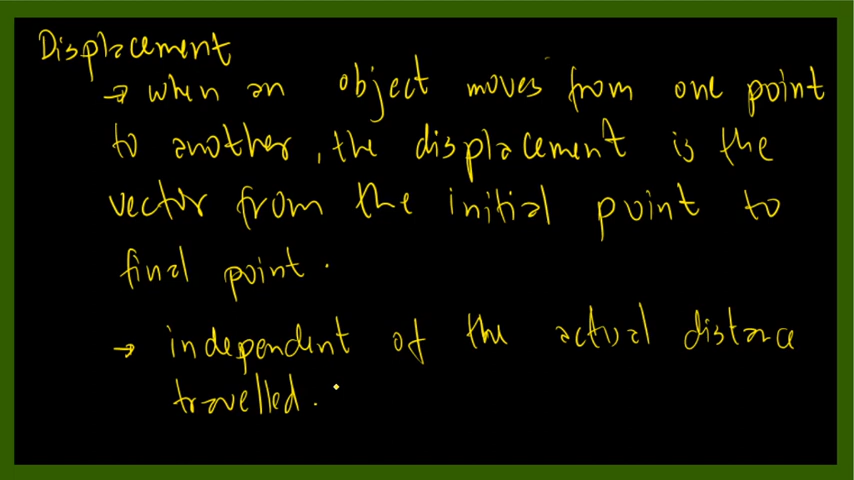 Displacement
→ when an object moves from one point
to another, the displacement is the
vector from the initial point to
final point.
→ independent of the actual distance
travelled.